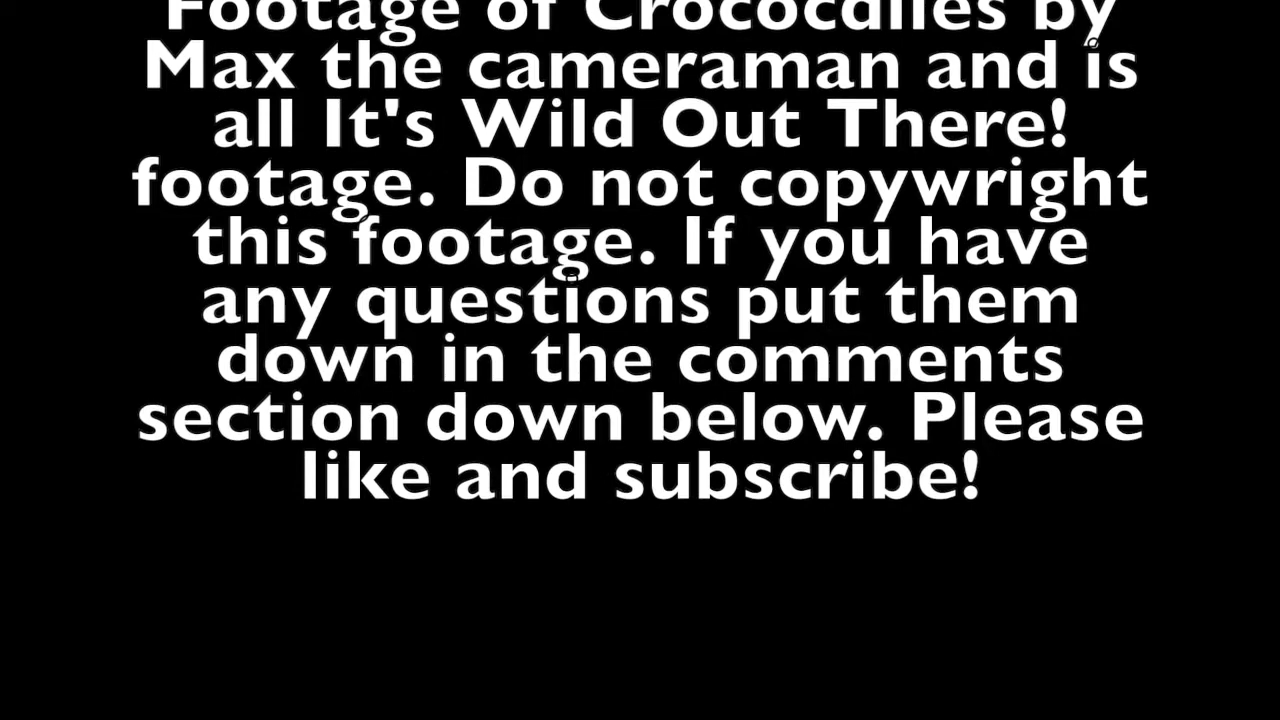 Footage of Crococdiles by
Max the cameraman and is
all It's Wild Out There!
footage. Do not copywright
this footage. If you have
any questions put them
down in the comments
section down below. Please
like and subscribe!